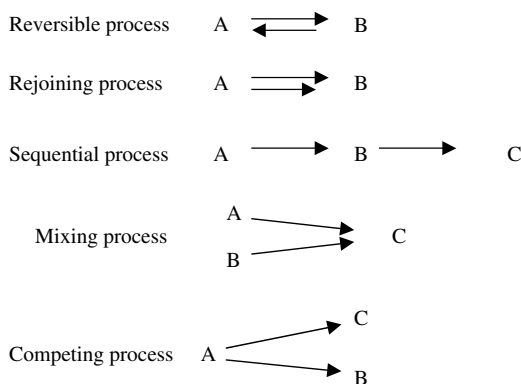 Reversible process A B
Rejoining process A B
Sequential process A B C
A
Mixing process C
B
C
Competing process A
B